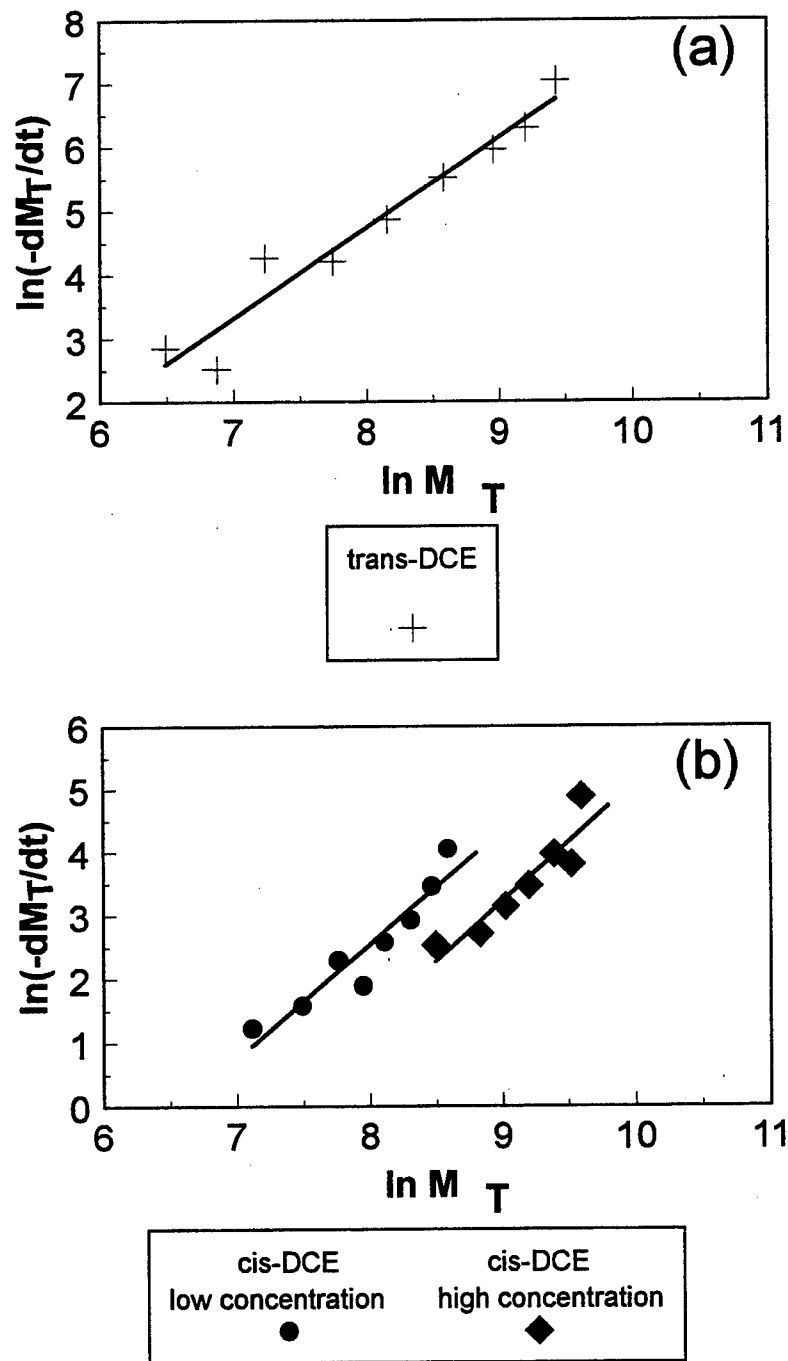 (a)
8
7
6
5
4
3
2
ln(-dMT/dt)
6 7 8 9 10 11
ln M T
trans-DCE
(b)
6
5
4
3
2
1
0
ln(-dMT/dt)
6 7 8 9 10 11
ln M T
cis-DCE cis-DCE
low concentration high concentration